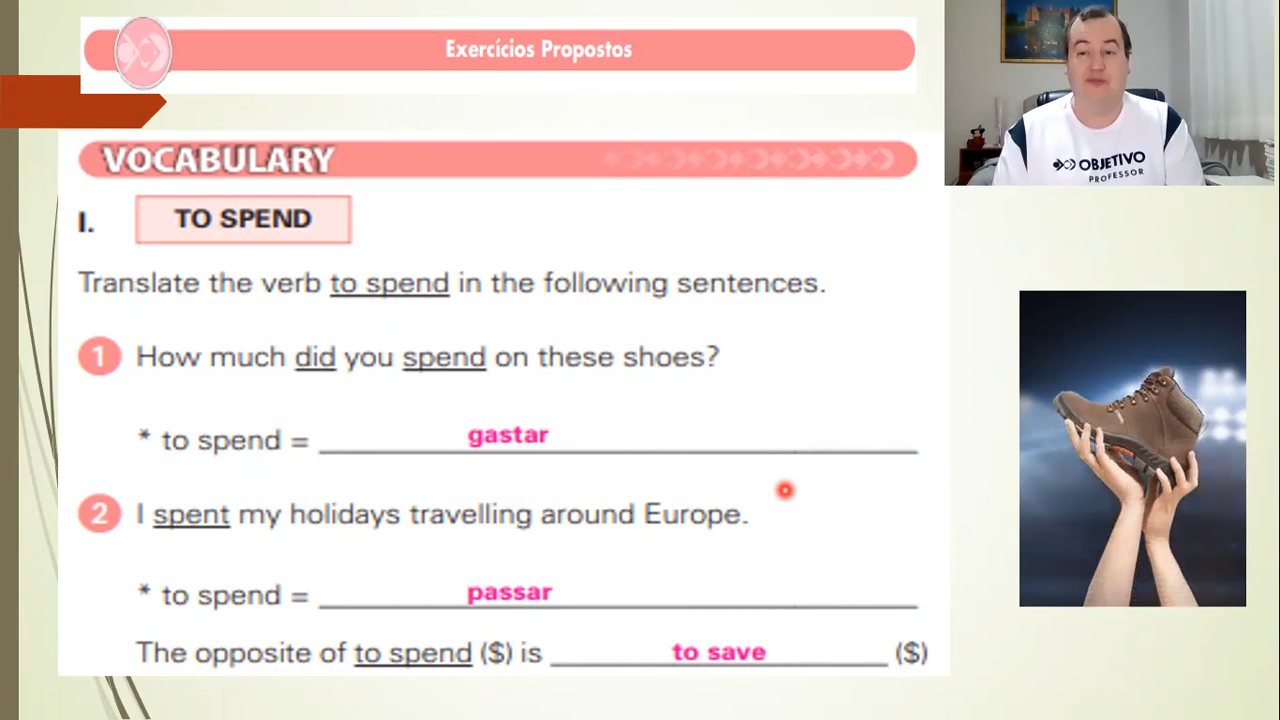 Exercícios Propostos
OBJETIVO
PROFESSOR
VOCABULARY
I. TO SPEND
Translate the verb to spend in the following sentences.
1 How much did you spend on these shoes?
* to spend = gastar
2 I spent my holidays travelling around Europe.
* to spend = passar
The opposite of to spend ($) is to save ($)